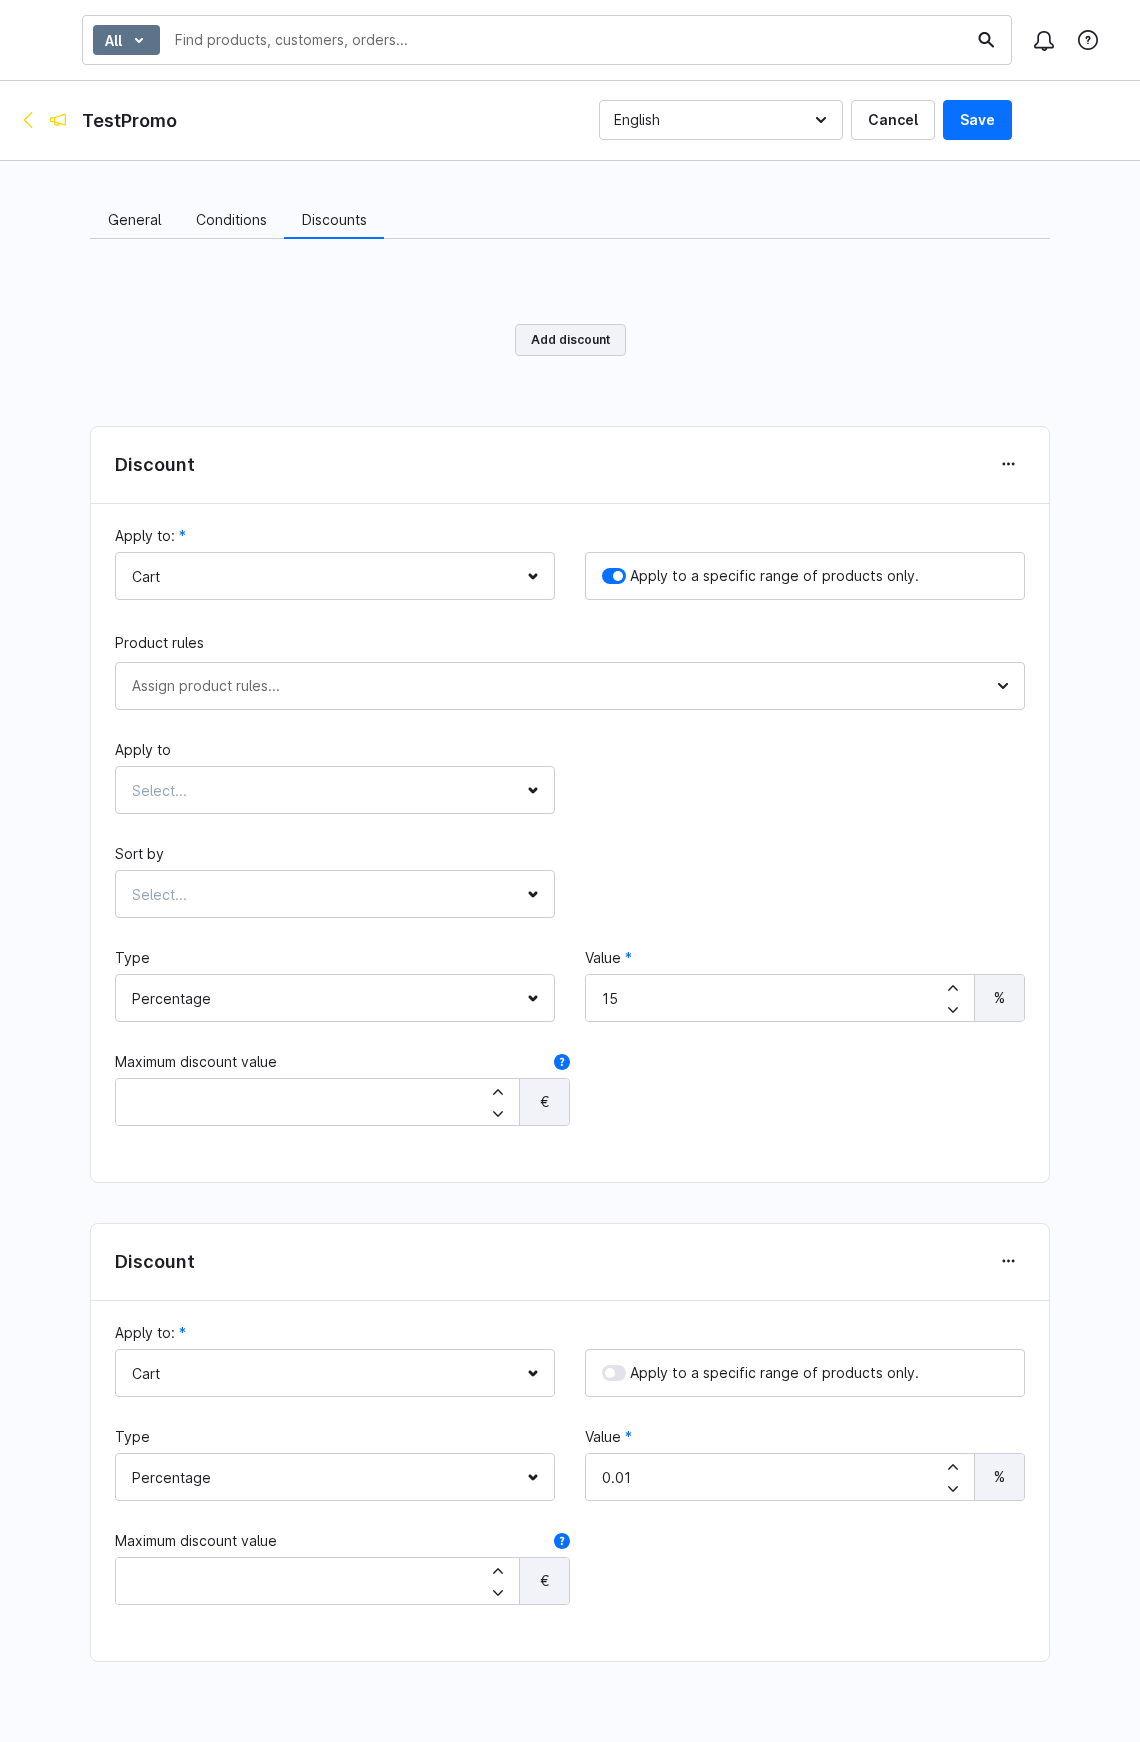 All
Find products, customers, orders...
TestPromo
English
Cancel
Save
General
Conditions
Discounts
Add discount
Discount
Apply to: *
Cart
Apply to a specific range of products only.
Product rules
Assign product rules...
Apply to
Select...
Sort by
Select...
Type
Value *
Percentage
15
%
Maximum discount value
?
€
Discount
Apply to: *
Cart
Apply to a specific range of products only.
Type
Value *
Percentage
0.01
%
Maximum discount value
?
€